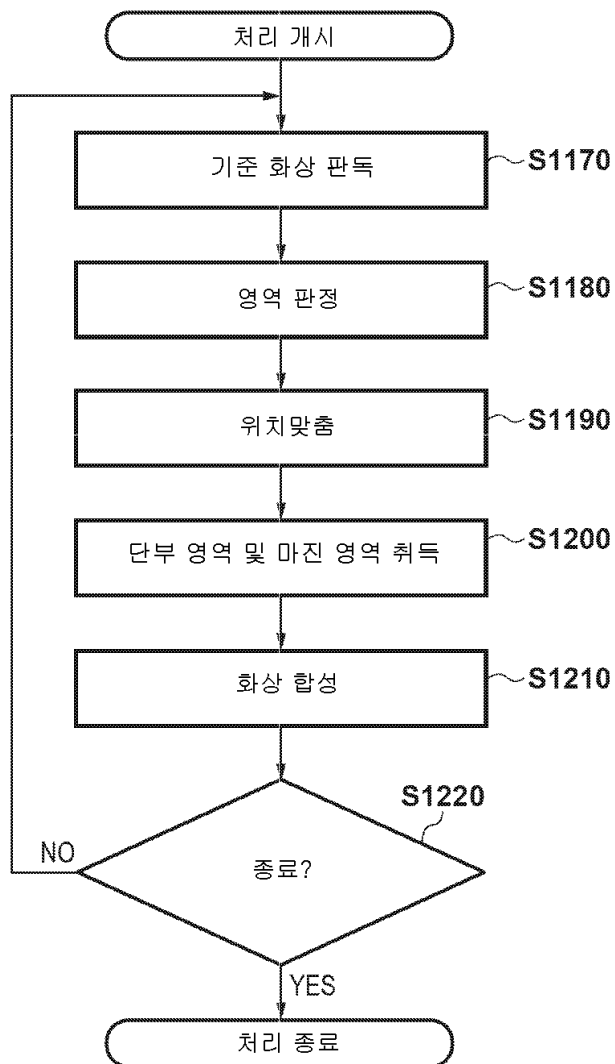 처리 개시
기준 화상 판독
S1170
영역 판정
S1180
위치맞춤
S1190
단부 영역 및 마진 영역 취득
S1200
화상 합성
S1210
S1220
종료?
NO
YES
처리 종료